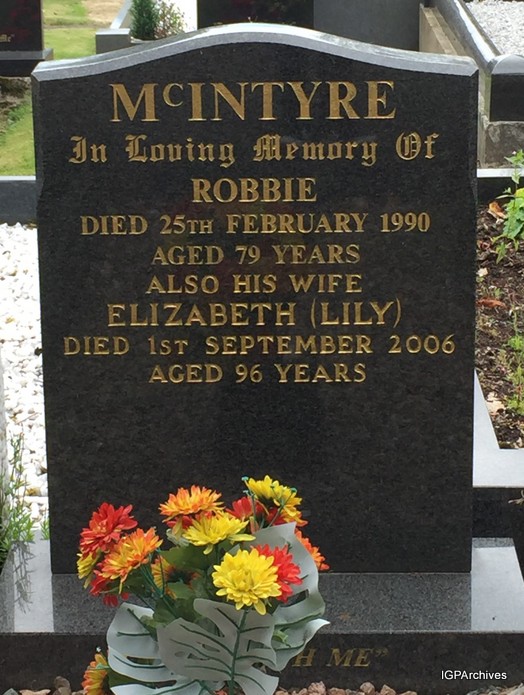 McINTYRE
In Loving Memory Of
ROBBIE
DIED 25TH FEBRUARY 1990
AGED 79 YEARS
ALSO HIS WIFE
ELIZABETH (LILY)
DIED 1ST SEPTEMBER 2006
AGED 96 YEARS
ME"
IGPArchives